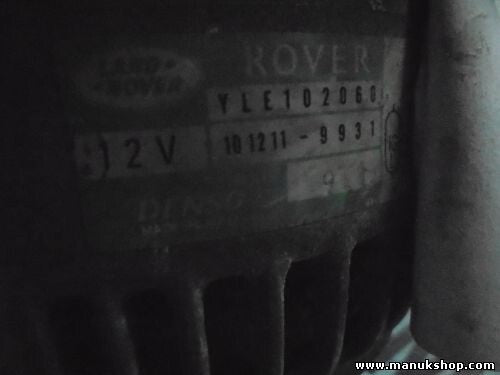 LAND ROVER
ROVER
YLE102060
12V
101211-9931
DENSO
www.manukshop.com